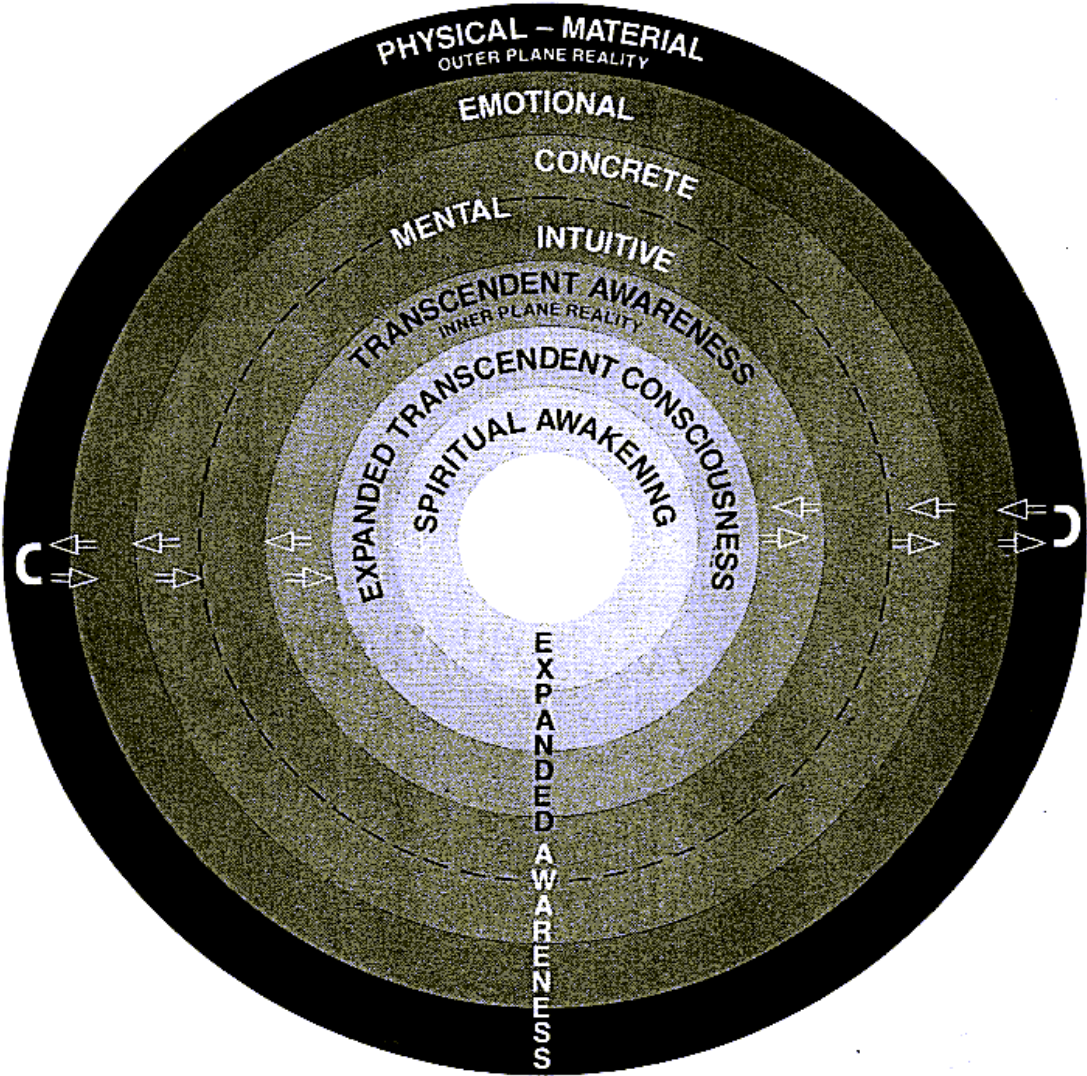 PHYSICAL – MATERIAL
OUTER PLANE REALITY
EMOTIONAL
CONCRETE
MENTAL
INTUITIVE
TRANSCENDENT AWARENESS
INNER PLANE REALITY
EXPANDED TRANSCENDENT CONSCIOUSNESS
SPIRITUAL AWAKENING
EXPANDED AWARENESS